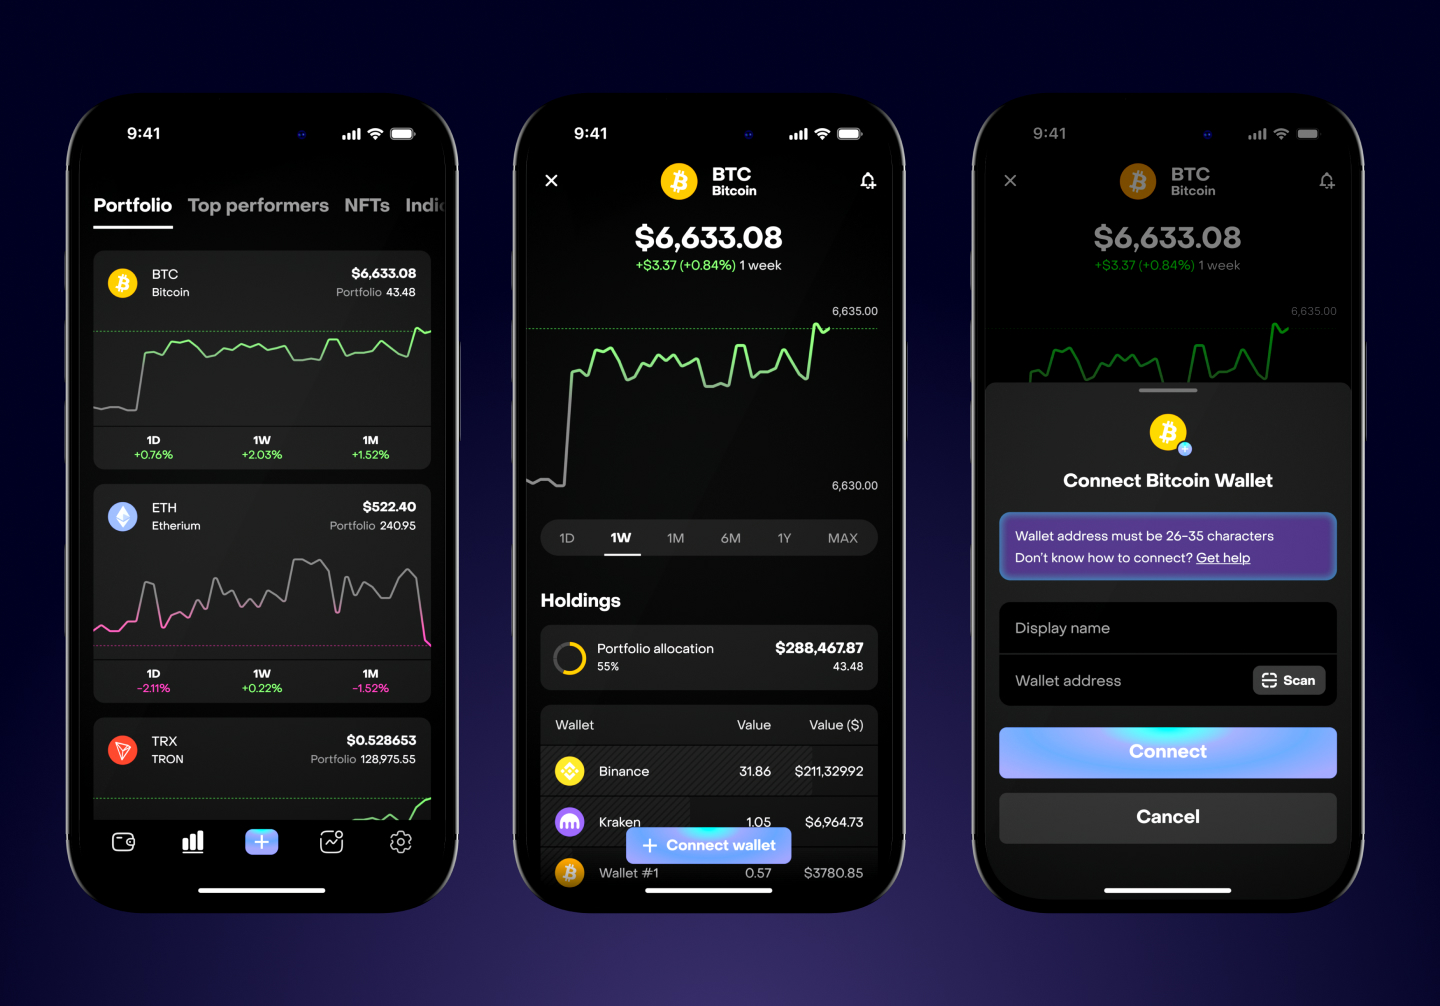 9:41
Portfolio Top performers NFTs Indic
BTC $6,633.08
Bitcoin Portfolio 43.48
1D 1W 1M
+0.76% +2.03% +1.52%
ETH $522.40
Etherium Portfolio 240.95
1D 1W 1M
-2.11% +0.22% -1.52%
TRX $0.528653
TRON Portfolio 128,975.55
9:41
BTC
Bitcoin
$6,633.08
+$3.37 (+0.84%) 1 week
6,635.00
6,630.00
1D 1W 1M 6M 1Y MAX
Holdings
Portfolio allocation $288,467.87
55% 43.48
Wallet Value Value ($)
Binance 31.86 $211,329.92
Kraken 1.05 $6,964.73
+ Connect wallet
Wallet #1 0.57 $3780.85
9:41
BTC
Bitcoin
$6,633.08
+$3.37 (+0.84%) 1 week
6,635.00
Connect Bitcoin Wallet
Wallet address must be 26–35 characters
Don't know how to connect? Get help
Display name
Wallet address Scan
Connect
Cancel